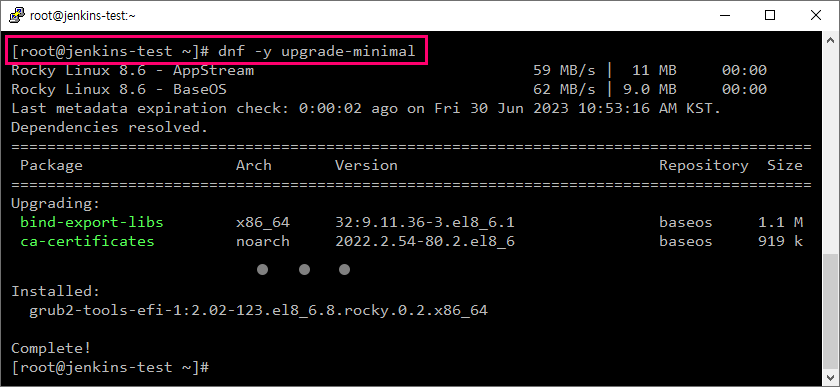 root@jenkins-test:~
[root@jenkins-test ~]# dnf -y upgrade-minimal
Rocky Linux 8.6 - AppStream                              59 MB/s |  11 MB     00:00
Rocky Linux 8.6 - BaseOS                                 62 MB/s | 9.0 MB     00:00
Last metadata expiration check: 0:00:02 ago on Fri 30 Jun 2023 10:53:16 AM KST.
Dependencies resolved.
=========================================================================================
 Package                 Arch       Version                             Repository  Size
=========================================================================================
Upgrading:
 bind-export-libs        x86_64     32:9.11.36-3.el8_6.1                baseos     1.1 M
 ca-certificates         noarch     2022.2.54-80.2.el8_6                baseos     919 k
● ● ●
Installed:
  grub2-tools-efi-1:2.02-123.el8_6.8.rocky.0.2.x86_64
Complete!
[root@jenkins-test ~]#